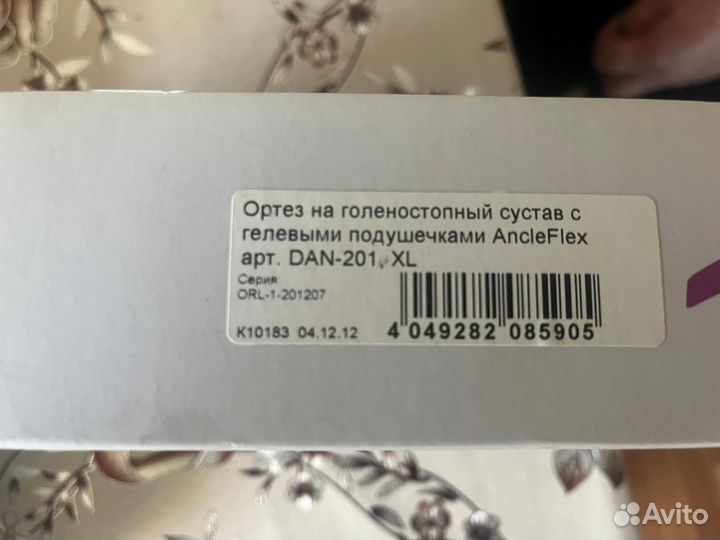 Ортез на голеностопный сустав с
гелевыми подушечками AncleFlex
арт. DAN-201, XL
Серия
ORL-1-201207
K10183 04.12.12
4 049282 085905
Avito